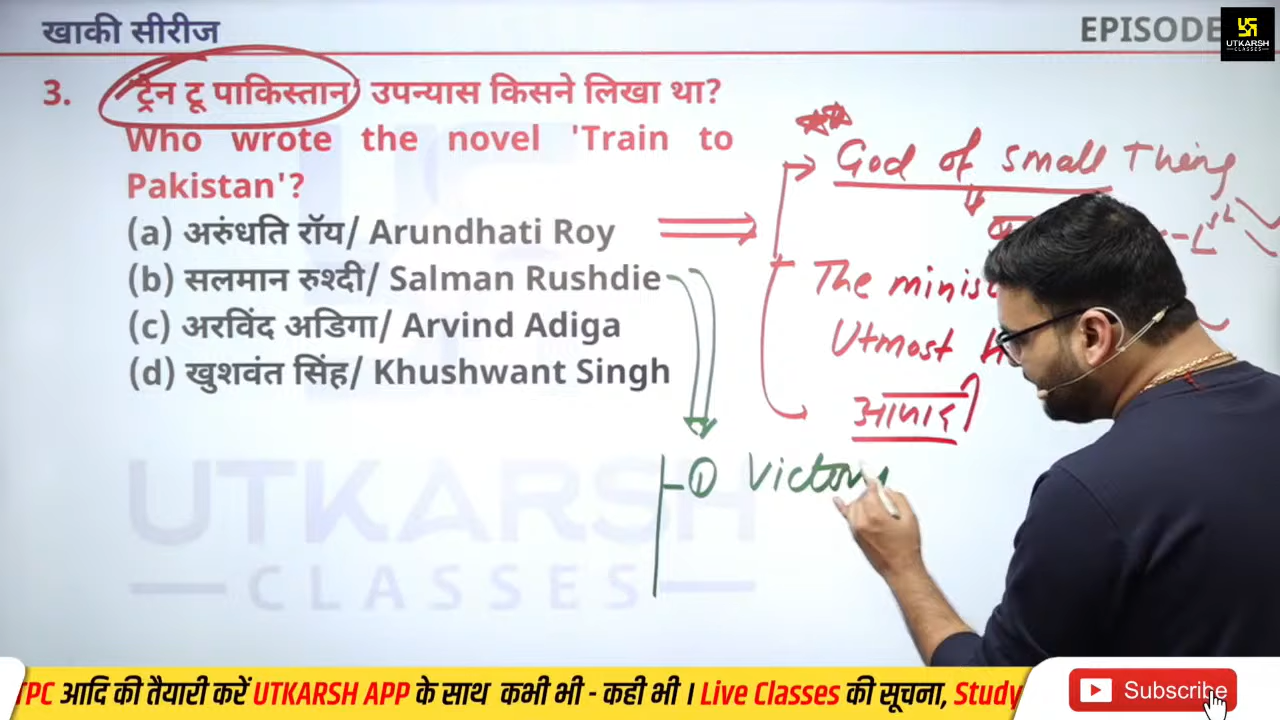 खाकी सीरीज
EPISODE
UTKARSH
CLASSES
3. 'ट्रेन टू पाकिस्तान' उपन्यास किसने लिखा था?
Who wrote the novel 'Train to
Pakistan'?
(a) अरुंधति रॉय/ Arundhati Roy
(b) सलमान रुश्दी/ Salman Rushdie
(c) अरविंद अडिगा/ Arvind Adiga
(d) खुशवंत सिंह/ Khushwant Singh
God of small Thing
The minis
Utmost H
आजादी
① Victory
UTKARSH
CLASSES
TPC आदि की तैयारी करें UTKARSH APP के साथ कभी भी - कही भी । Live Classes की सूचना, Study
Subscribe